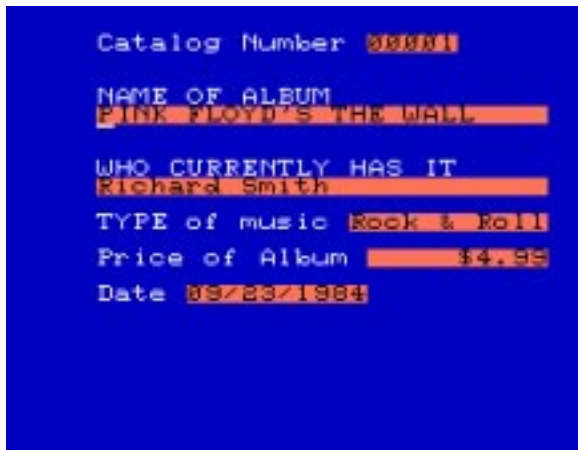 Catalog Number 00001
NAME OF ALBUM
PINK FLOYD'S THE WALL
WHO CURRENTLY HAS IT
Richard Smith
TYPE of music Rock & Roll
Price of Album $4.99
Date 09/23/1984